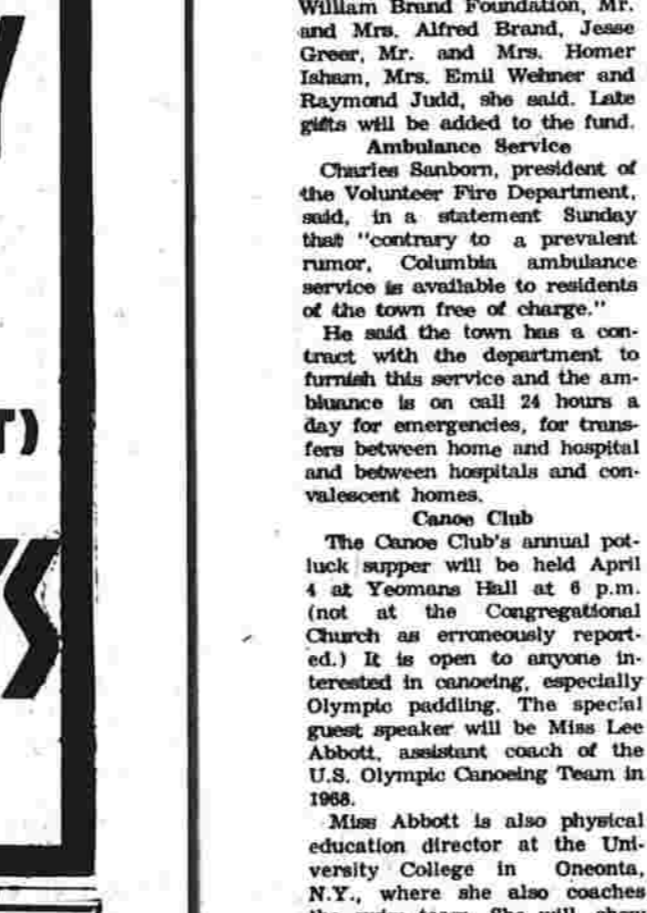 T)
S
William Brand Foundation, Mr.
and Mrs. Alfred Brand, Jesse
Greer, Mr. and Mrs. Homer
Isham, Mrs. Emil Wehner and
Raymond Judd, she said. Late
gifts will be added to the fund.
Ambulance Service
Charles Sanborn, president of
the Volunteer Fire Department,
said, in a statement Sunday
that "contrary to a prevalent
rumor, Columbia ambulance
service is available to residents
of the town free of charge."
He said the town has a con-
tract with the department to
furnish this service and the am-
bluance is on call 24 hours a
day for emergencies, for trans-
fers between home and hospital
and between hospitals and con-
valescent homes.
Canoe Club
The Canoe Club's annual pot-
luck supper will be held April
4 at Yeomans Hall at 6 p.m.
(not at the Congregational
Church as erroneously report-
ed.) It is open to anyone in-
terested in canoeing, especially
Olympic paddling. The special
guest speaker will be Miss Lee
Abbott, assistant coach of the
U.S. Olympic Canoeing Team in
1968.
Miss Abbott is also physical
education director at the Uni-
versity College in Oneonta,
N.Y., where she also coaches
the swim team. She will show